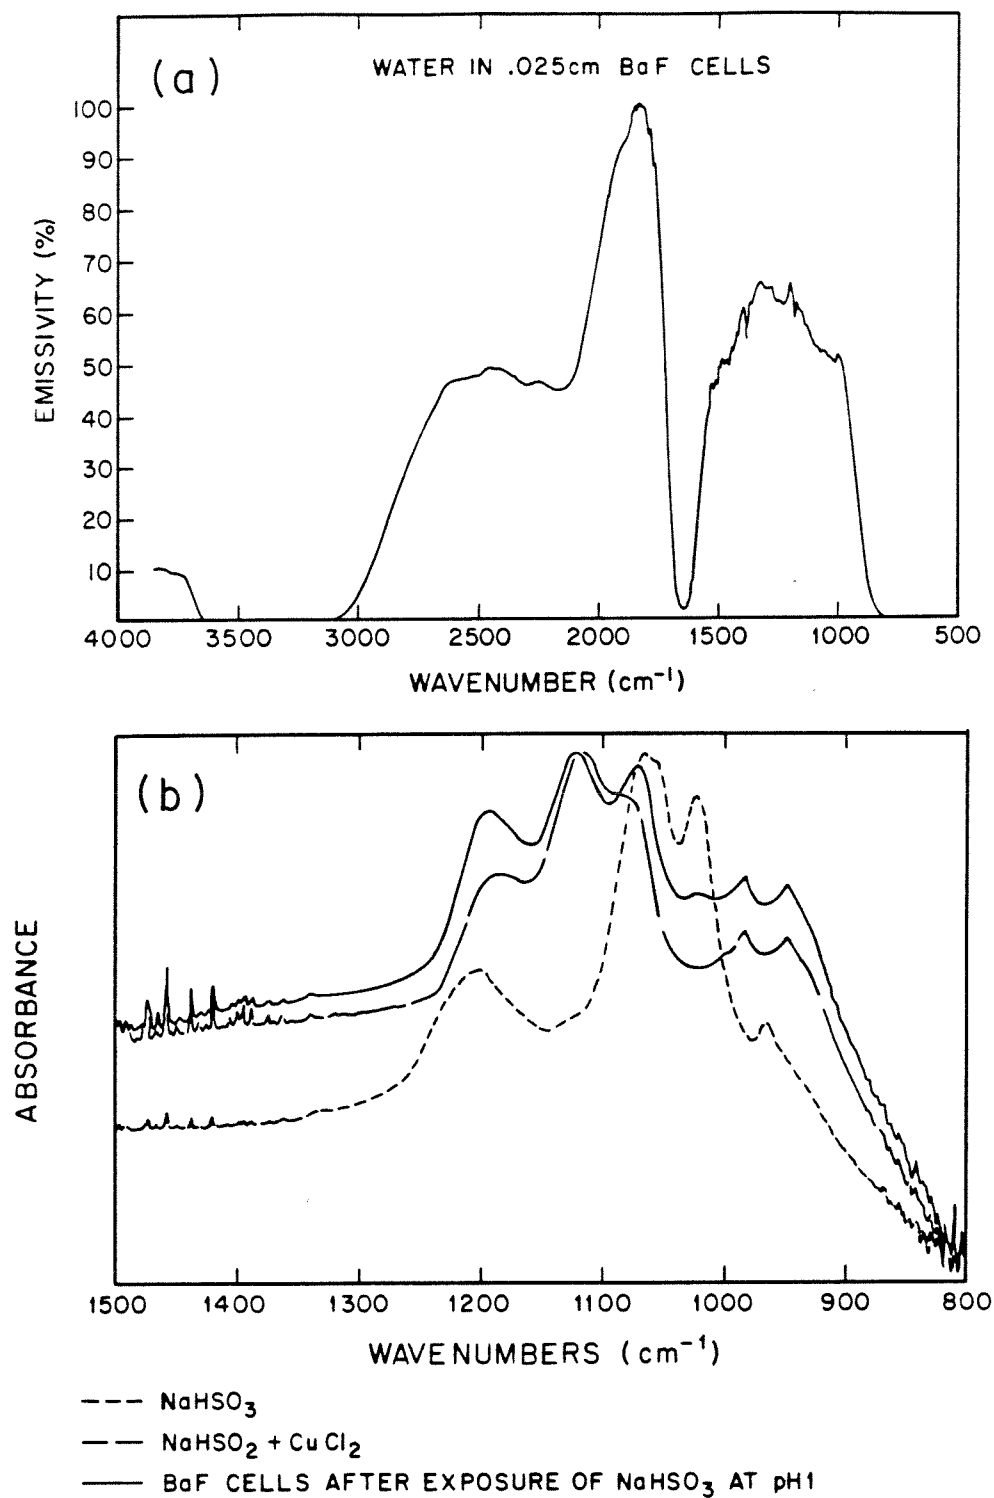 (a)
WATER IN .025cm BaF CELLS
100
90
80
70
60
50
40
30
20
10
EMISSIVITY (%)
4000 3500 3000 2500 2000 1500 1000 500
WAVENUMBER (cm⁻¹)
(b)
ABSORBANCE
1500 1400 1300 1200 1100 1000 900 800
WAVENUMBERS (cm⁻¹)
NaHSO₃
NaHSO₂ + CuCl₂
BaF CELLS AFTER EXPOSURE OF NaHSO₃ AT pH1